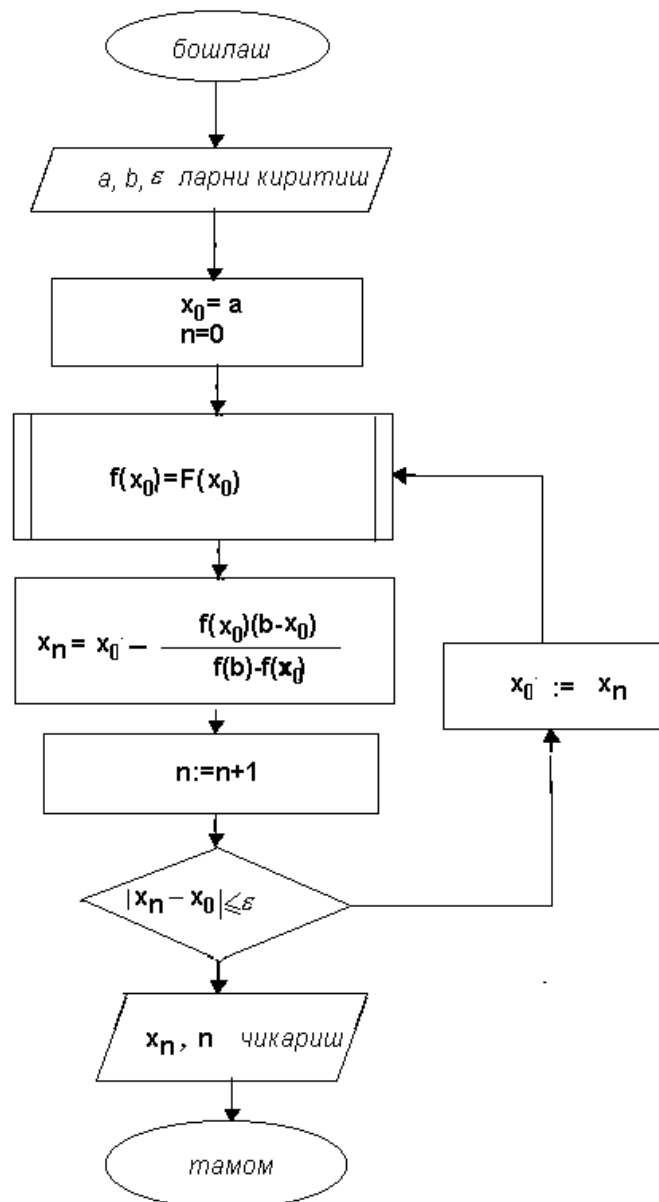 бошлаш
a, b, ε ларни киритиш
x₀= a
n=0
f(x₀)=F(x₀)
xₙ= x₀ − f(x₀)(b-x₀) / f(b)-f(x₀)
x₀ := xₙ
n:=n+1
|xₙ − x₀|⩽ε
xₙ, n чикариш
тамом